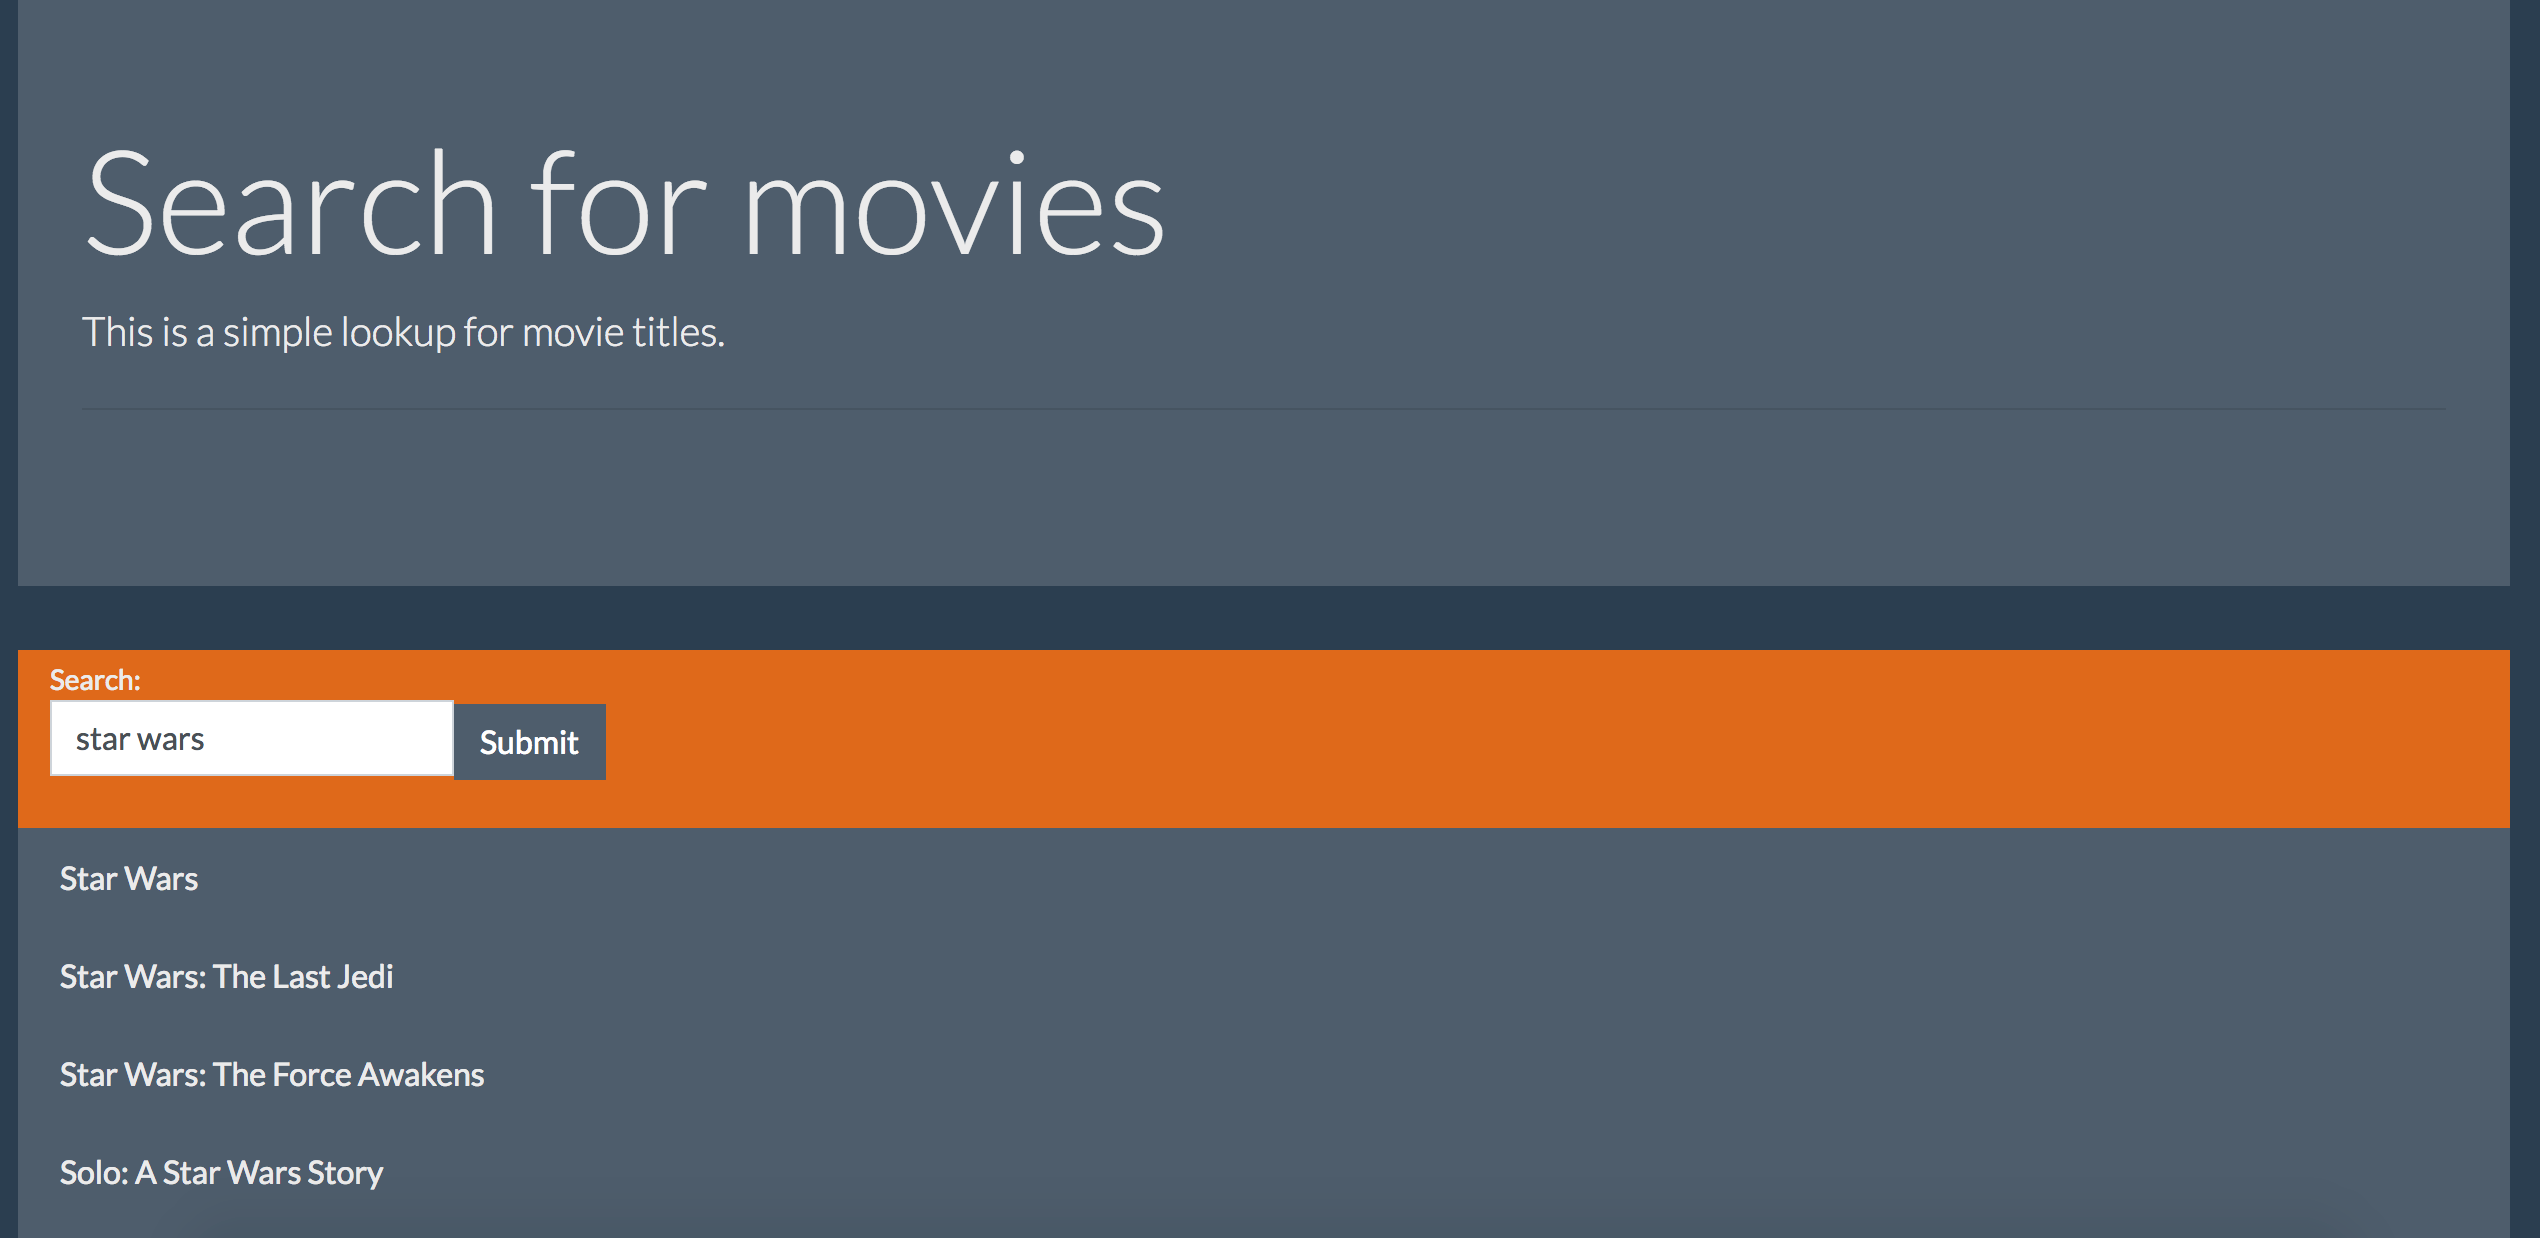 Search for movies
This is a simple lookup for movie titles.
Search:
star wars
Submit
Star Wars
Star Wars: The Last Jedi
Star Wars: The Force Awakens
Solo: A Star Wars Story